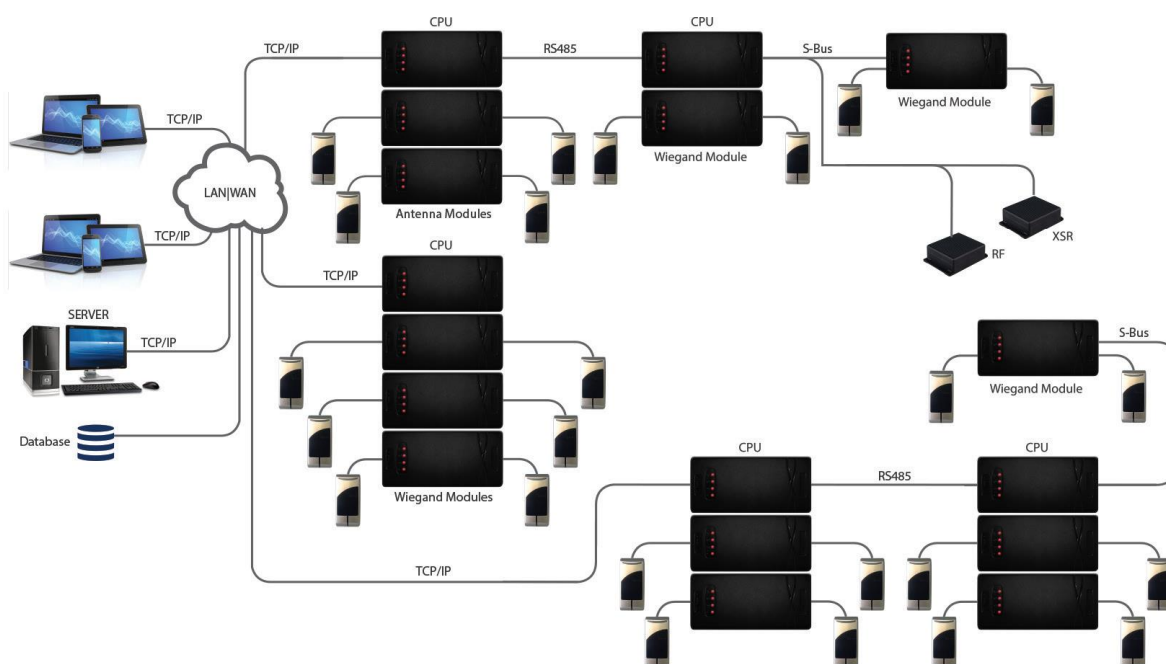 CPU
CPU
TCP/IP
RS485
S-Bus
Wiegand Module
TCP/IP
Wiegand Module
LAN|WAN
Antenna Modules
TCP/IP
CPU
XSR
RF
TCP/IP
SERVER
TCP/IP
S-Bus
Wiegand Module
Database
CPU
CPU
RS485
Wiegand Modules
TCP/IP